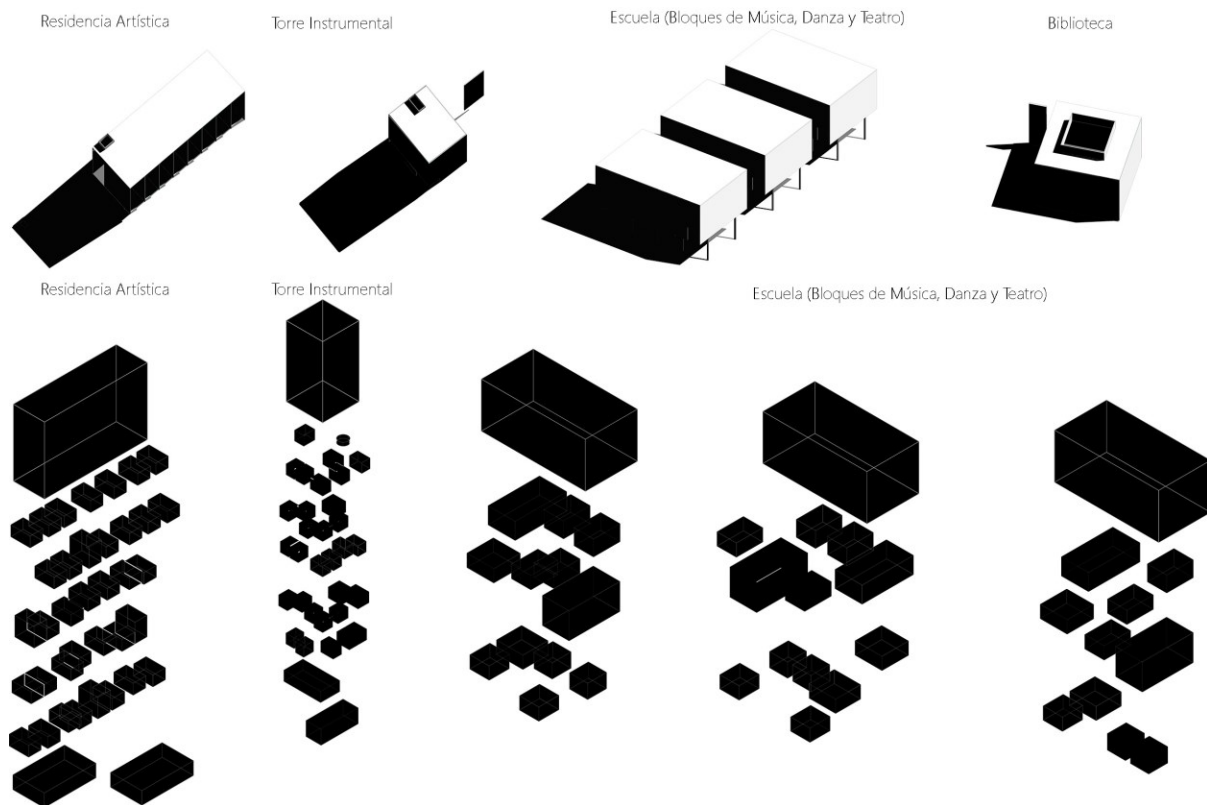 Residencia Artística
Torre Instrumental
Escuela (Bloques de Música, Danza y Teatro)
Biblioteca
Residencia Artística
Torre Instrumental
Escuela (Bloques de Música, Danza y Teatro)